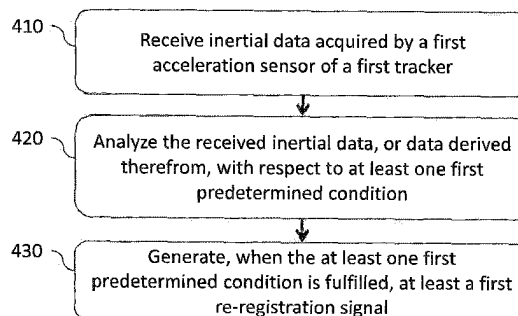 410
Receive inertial data acquired by a first
acceleration sensor of a first tracker
420
Analyze the received inertial data, or data derived
therefrom, with respect to at least one first
predetermined condition
430
Generate, when the at least one first
predetermined condition is fulfilled, at least a first
re-registration signal